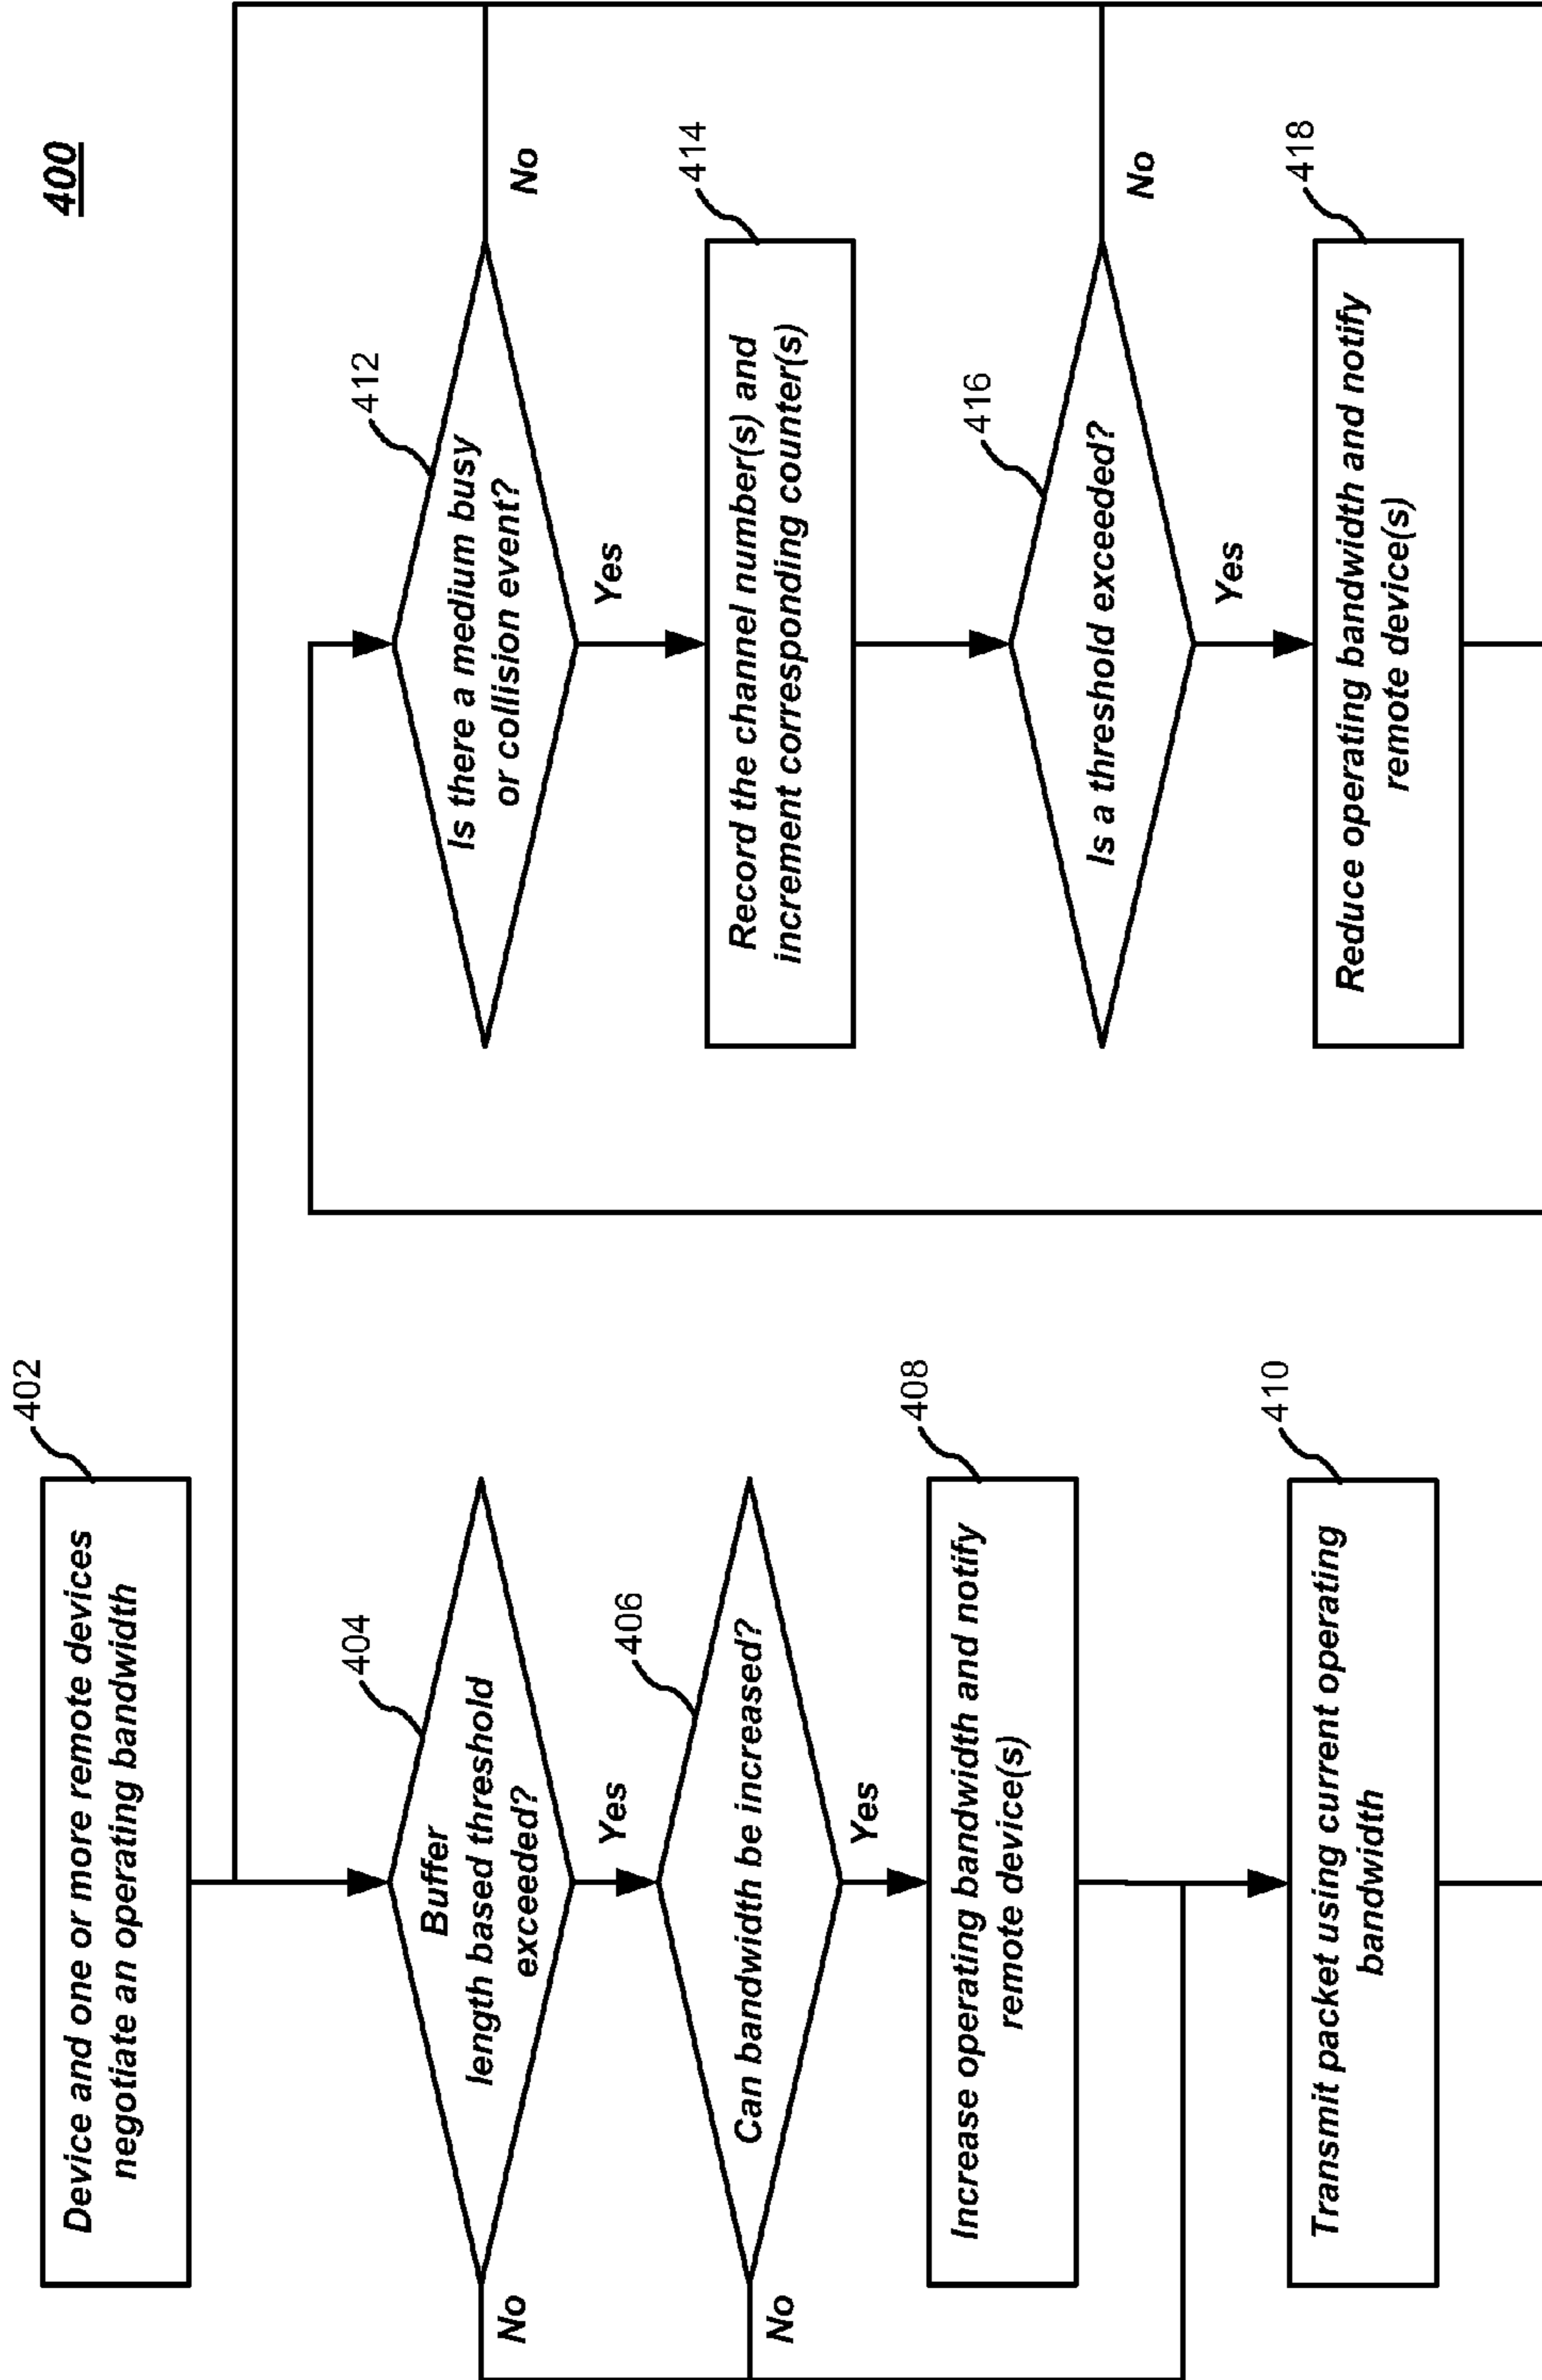 400
402
Device and one or more remote devices
negotiate an operating bandwidth
404
Buffer
length based threshold
exceeded?
No
Yes
406
Can bandwidth be increased?
No
Yes
408
Increase operating bandwidth and notify
remote device(s)
410
Transmit packet using current operating
bandwidth
412
Is there a medium busy
or collision event?
No
Yes
414
Record the channel number(s) and
increment corresponding counter(s)
416
Is a threshold exceeded?
No
Yes
418
Reduce operating bandwidth and notify
remote device(s)